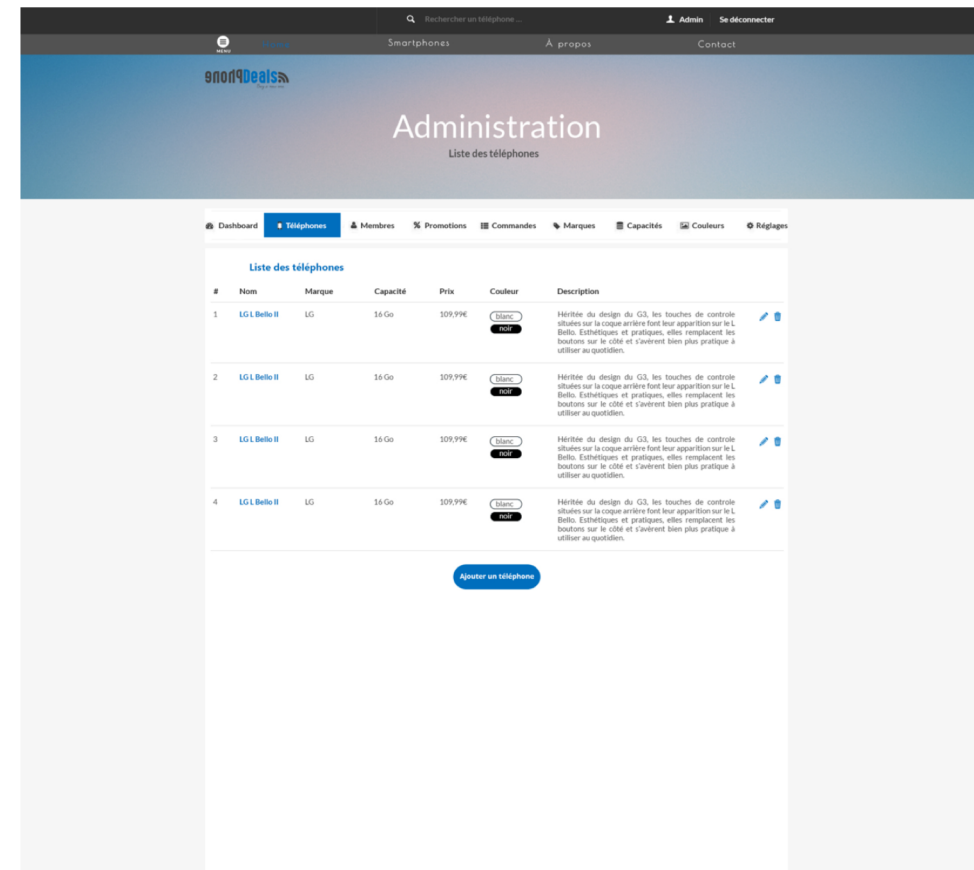 Rechercher un téléphone ...
Admin
Se déconnecter
MENU
Smartphones
À propos
Contact
Deals
Administration
Liste des téléphones
Dashboard
Téléphones
Membres
% Promotions
Commandes
Marques
Capacités
Couleurs
Réglages
Liste des téléphones
# Nom Marque Capacité Prix Couleur Description
1 LG L Bello II LG 16 Go 109,99€ blanc
noir
Héritée du design du G3, les touches de controle
situées sur la coque arrière font leur apparition sur le L
Bello. Esthétiques et pratiques, elles remplacent les
boutons sur le côté et s'avèrent bien plus pratique à
utiliser au quotidien.
2 LG L Bello II LG 16 Go 109,99€ blanc
noir
Héritée du design du G3, les touches de controle
situées sur la coque arrière font leur apparition sur le L
Bello. Esthétiques et pratiques, elles remplacent les
boutons sur le côté et s'avèrent bien plus pratique à
utiliser au quotidien.
3 LG L Bello II LG 16 Go 109,99€ blanc
noir
Héritée du design du G3, les touches de controle
situées sur la coque arrière font leur apparition sur le L
Bello. Esthétiques et pratiques, elles remplacent les
boutons sur le côté et s'avèrent bien plus pratique à
utiliser au quotidien.
4 LG L Bello II LG 16 Go 109,99€ blanc
noir
Héritée du design du G3, les touches de controle
situées sur la coque arrière font leur apparition sur le L
Bello. Esthétiques et pratiques, elles remplacent les
boutons sur le côté et s'avèrent bien plus pratique à
utiliser au quotidien.
Ajouter un téléphone